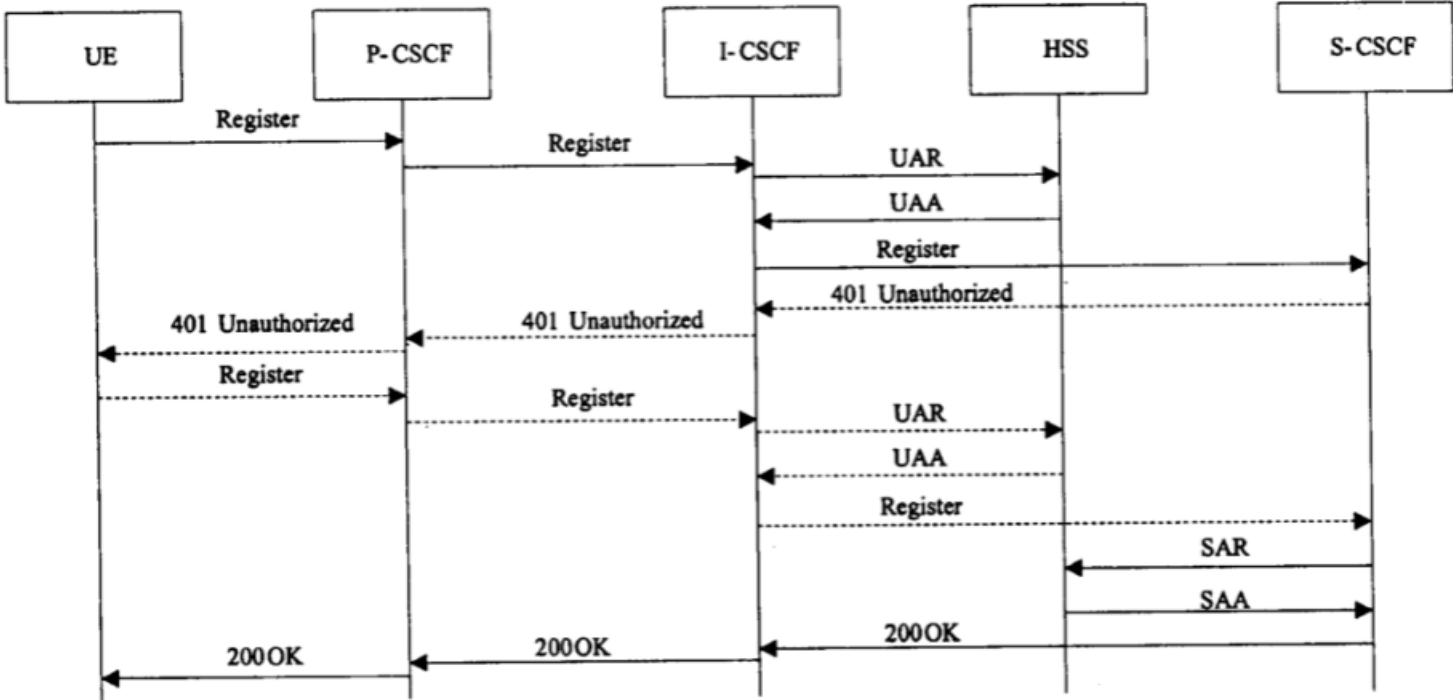 UE
P-CSCF
I-CSCF
HSS
S-CSCF
Register
Register
UAR
UAA
Register
401 Unauthorized
401 Unauthorized
401 Unauthorized
Register
Register
UAR
UAA
Register
SAR
SAA
200OK
200OK
200OK